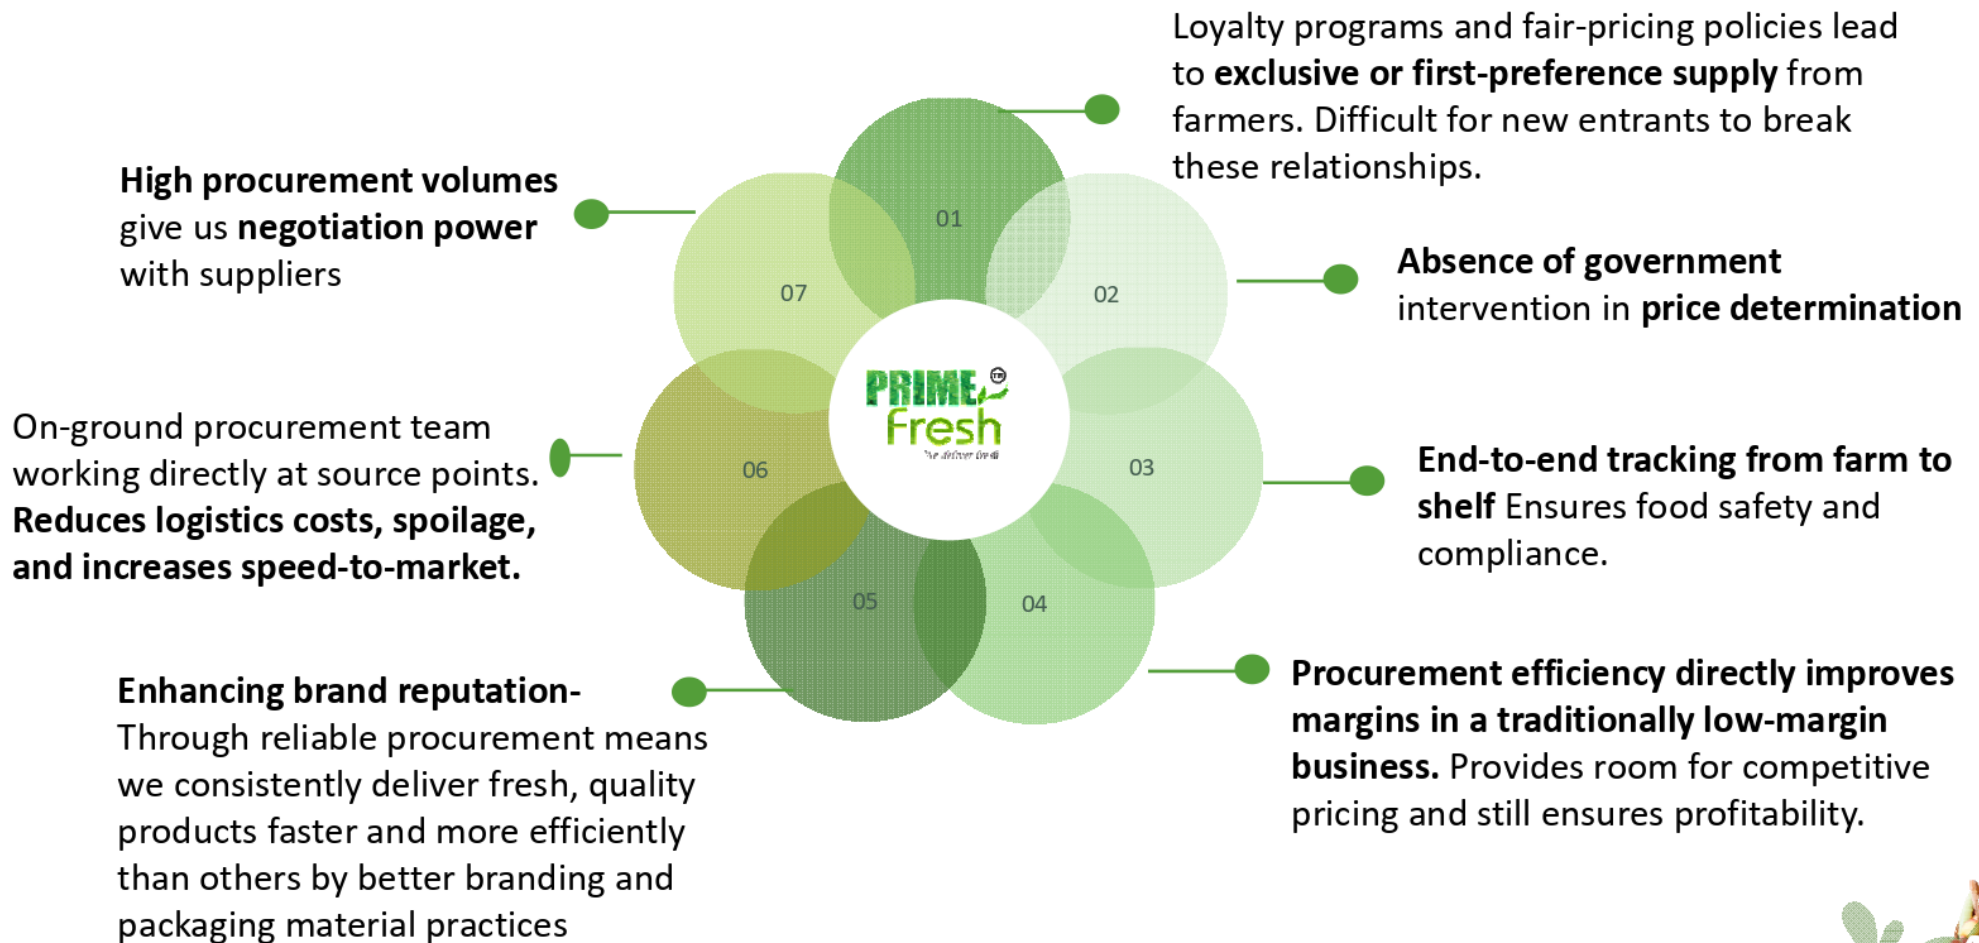 Loyalty programs and fair-pricing policies lead
to exclusive or first-preference supply from
farmers. Difficult for new entrants to break
these relationships.
High procurement volumes
give us negotiation power
with suppliers
01
07
02
Absence of government
intervention in price determination
PRIME
TM
Fresh
On-ground procurement team
working directly at source points.
Reduces logistics costs, spoilage,
and increases speed-to-market.
06
03
End-to-end tracking from farm to
shelf Ensures food safety and
compliance.
05
04
Enhancing brand reputation-
Through reliable procurement means
we consistently deliver fresh, quality
products faster and more efficiently
than others by better branding and
packaging material practices
Procurement efficiency directly improves
margins in a traditionally low-margin
business. Provides room for competitive
pricing and still ensures profitability.